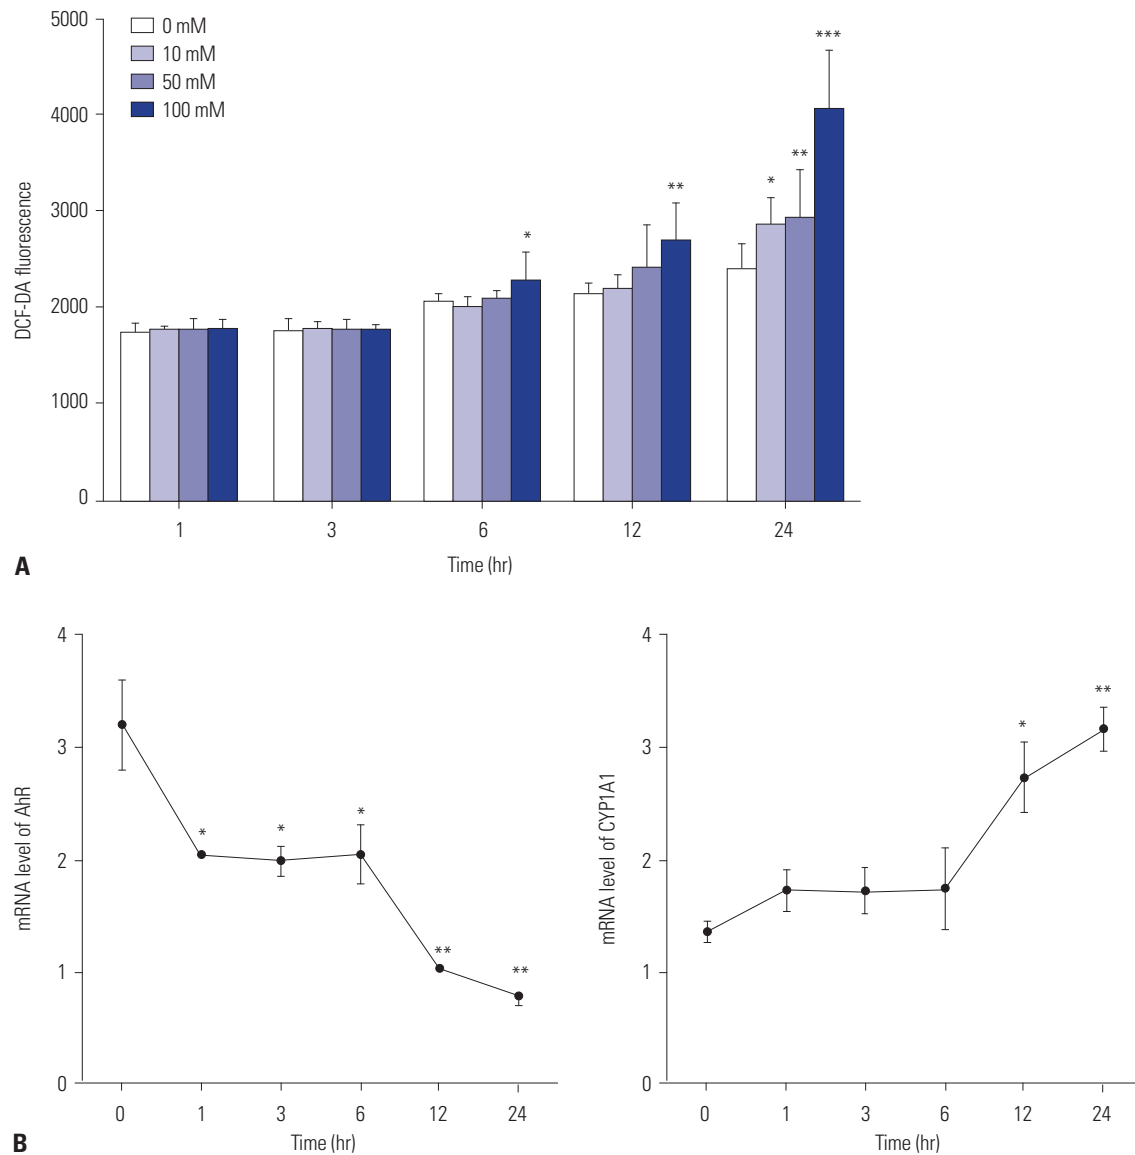 5000
4000
3000
2000
1000
0
DCF-DA fluorescence
0 mM
10 mM
50 mM
100 mM
*
**
*
**
***
1 3 6 12 24
Time (hr)
A
4
3
2
1
0
mRNA level of AhR
*
*
*
**
**
0 1 3 6 12 24
Time (hr)
4
3
2
1
0
mRNA level of CYP1A1
*
**
0 1 3 6 12 24
Time (hr)
B